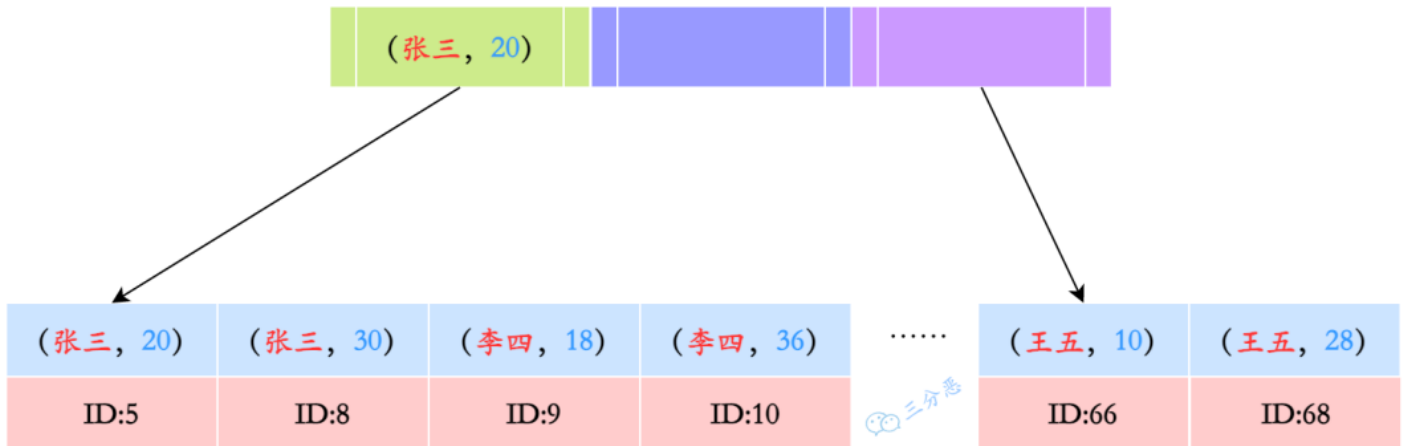 (张三, 20)
(张三, 20) (张三, 30) (李四, 18) (李四, 36) …… (王五, 10) (王五, 28)
ID:5 ID:8 ID:9 ID:10 三分恶 ID:66 ID:68